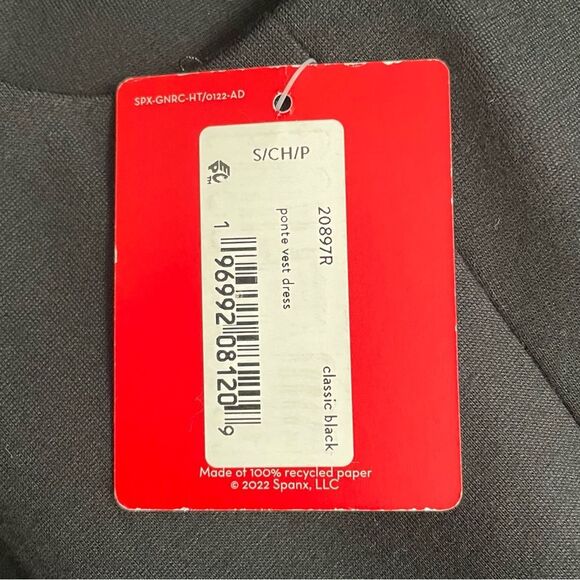 SPX-GNRC-HT/0122-AD
S/CH/P
20897R
classic black
ponte vest dress
1 96992 08120 9
Made of 100% recycled paper
© 2022 Spanx, LLC